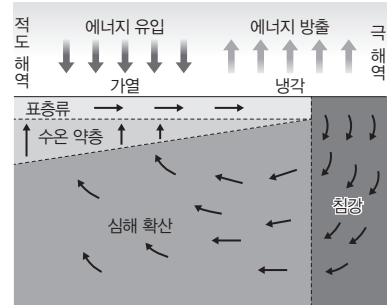 적도 해역
에너지 유입
에너지 방출
극 해역
가열
냉각
표층류
수온 약층
침강
심해 확산